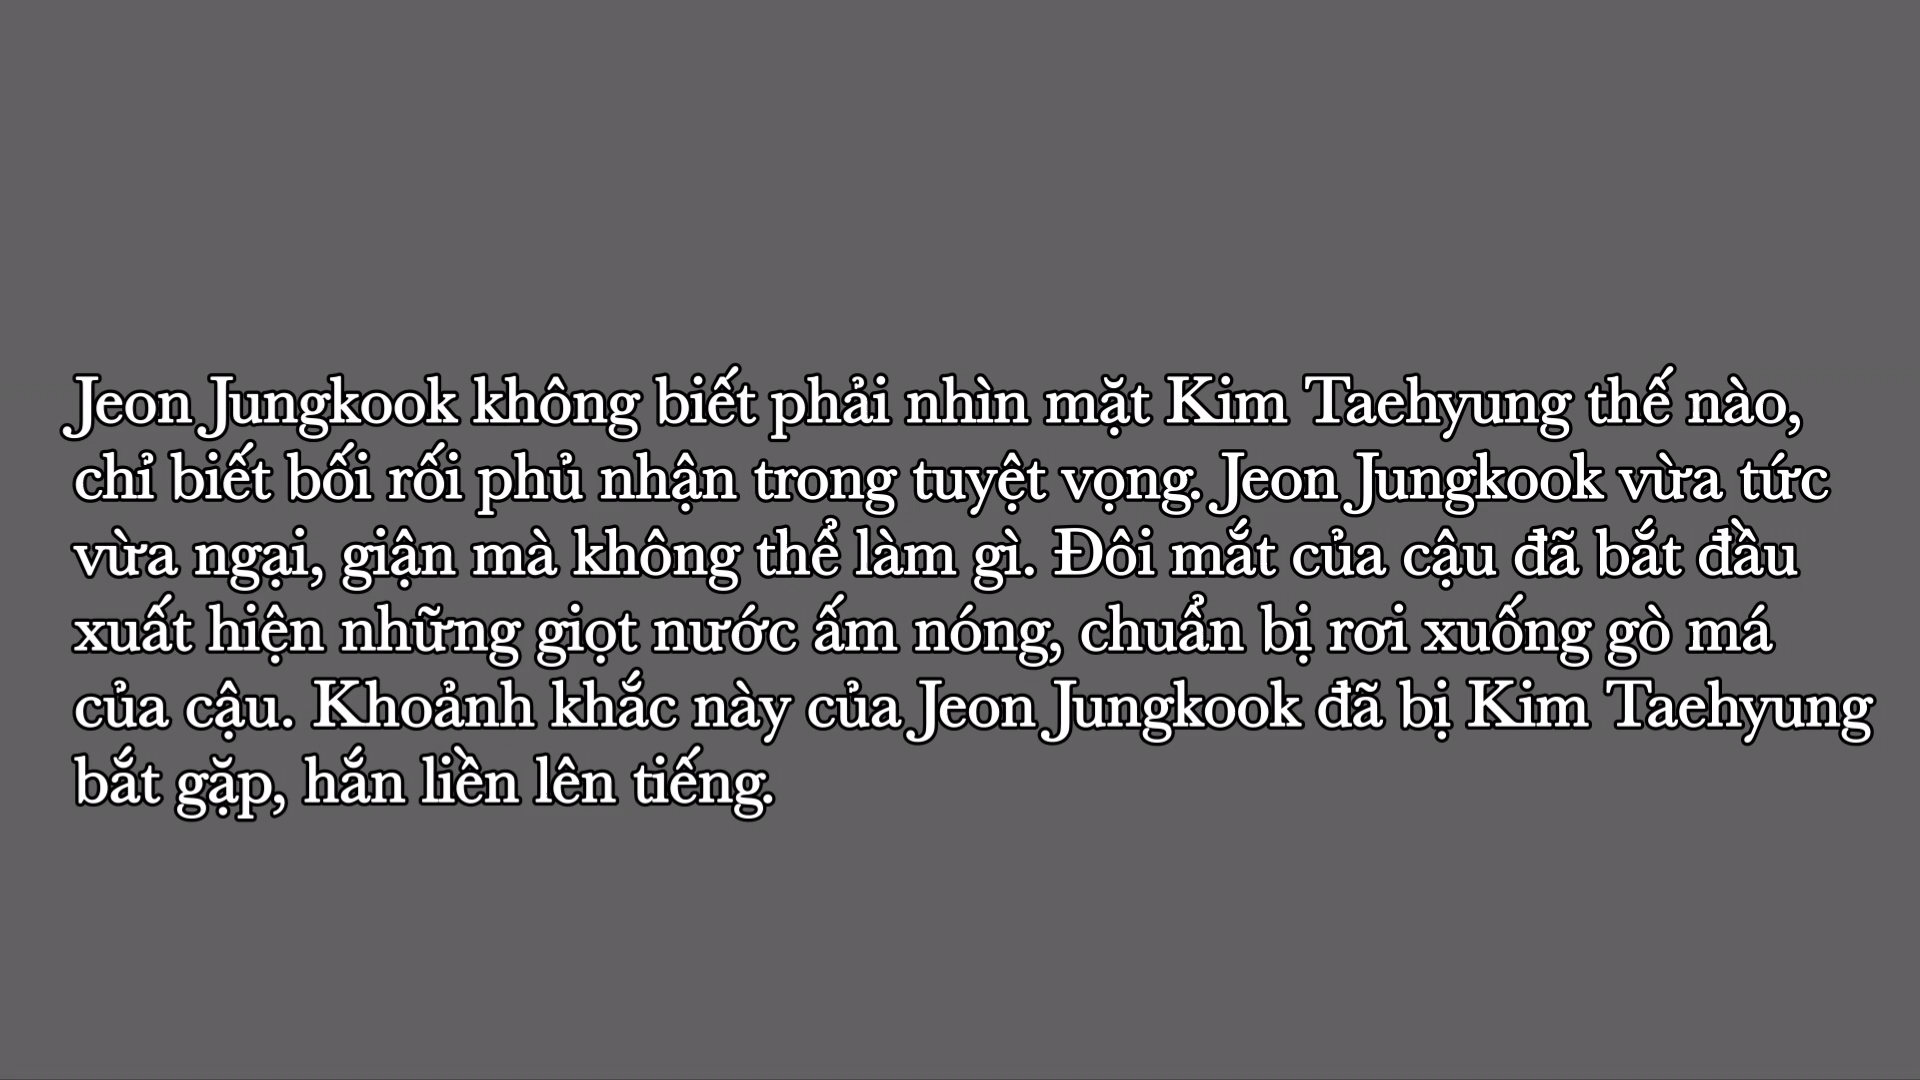 Jeon Jungkook không biết phải nhìn mặt Kim Taehyung thế nào,
chỉ biết bối rối phủ nhận trong tuyệt vọng. Jeon Jungkook vừa tức
vừa ngại, giận mà không thể làm gì. Đôi mắt của cậu đã bắt đầu
xuất hiện những giọt nước ấm nóng, chuẩn bị rơi xuống gò má
của cậu. Khoảnh khắc này của Jeon Jungkook đã bị Kim Taehyung
bắt gặp, hắn liền lên tiếng.